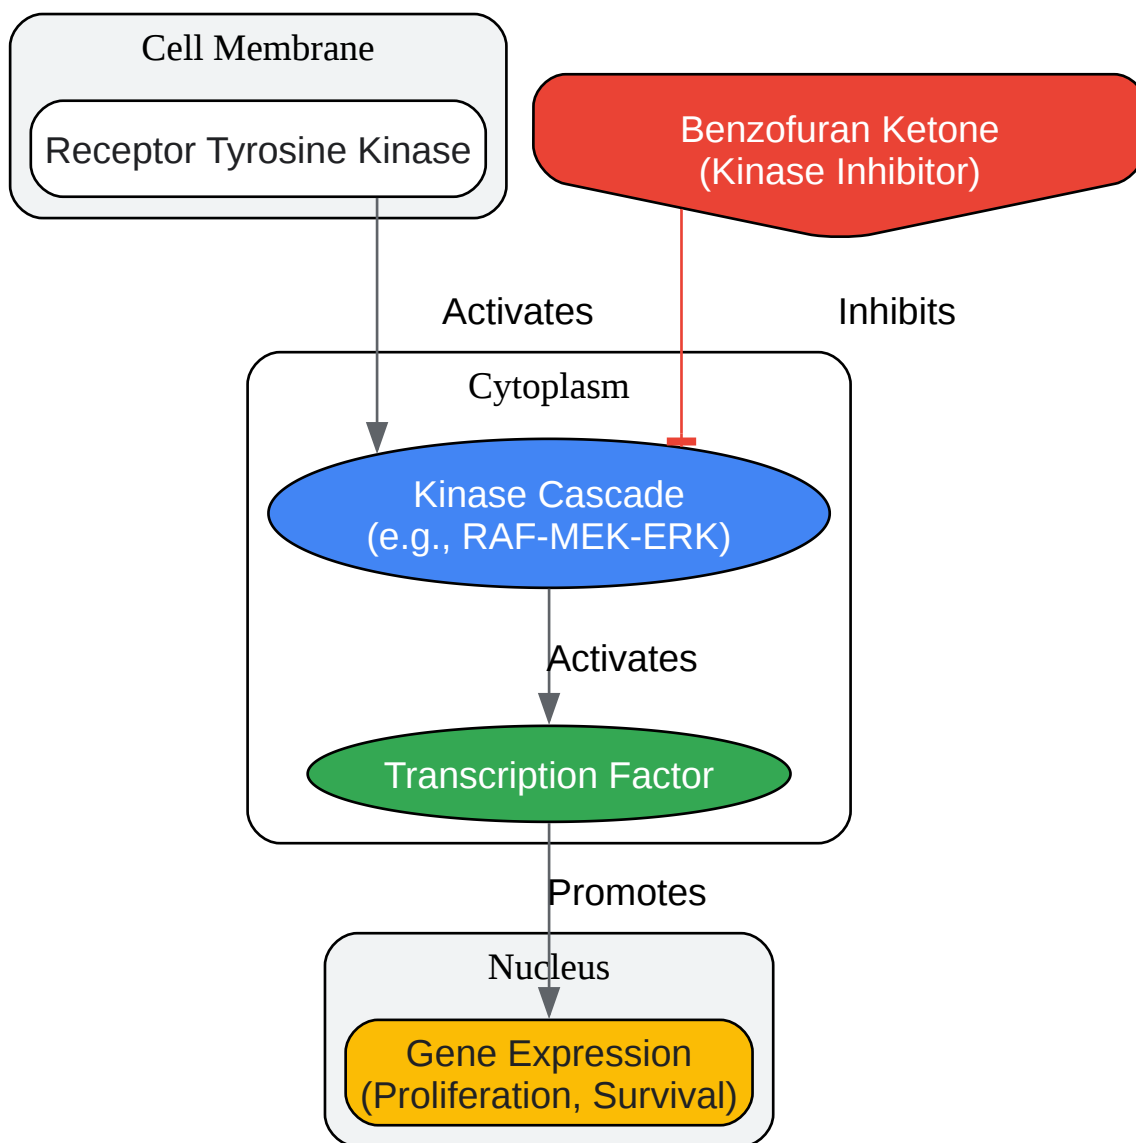 Cell Membrane
Receptor Tyrosine Kinase
Benzofuran Ketone
(Kinase Inhibitor)
Activates
Inhibits
Cytoplasm
Kinase Cascade
(e.g., RAF-MEK-ERK)
Activates
Transcription Factor
Promotes
Nucleus
Gene Expression
(Proliferation, Survival)